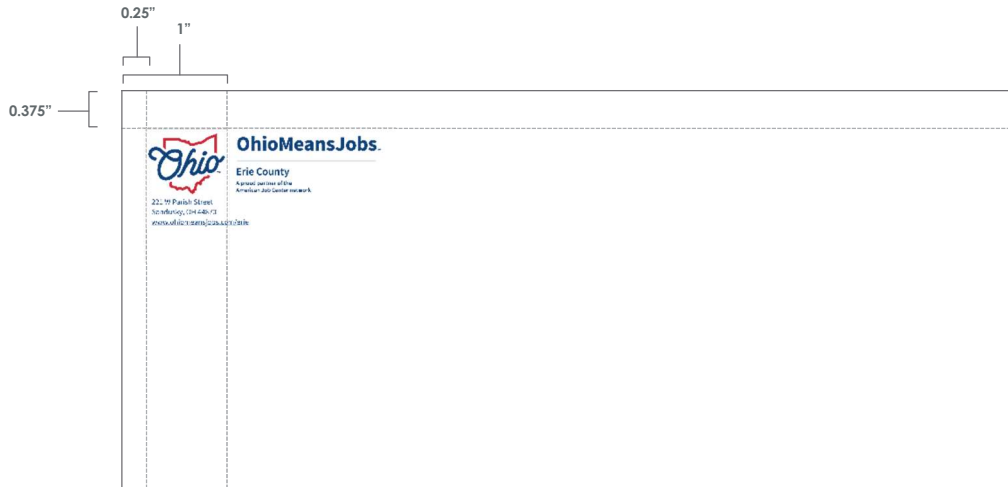 0.25"
1"
0.375"
Ohio
OhioMeansJobs
Erie County
A proud partner of the
American Job Center network
221 W Parish Street
Sandusky, OH
www.ohiomeansjobs.com/erie